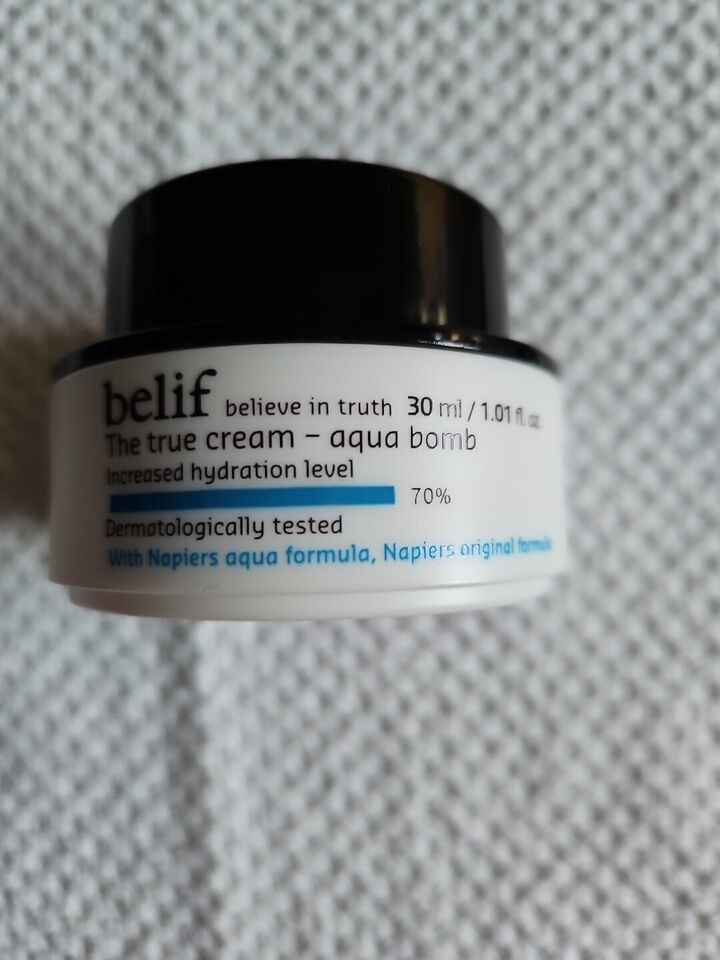 belif believe in truth 30 ml / 1.01 fl. oz
The true cream – aqua bomb
Increased hydration level
70%
Dermatologically tested
With Napiers aqua formula, Napiers original formula